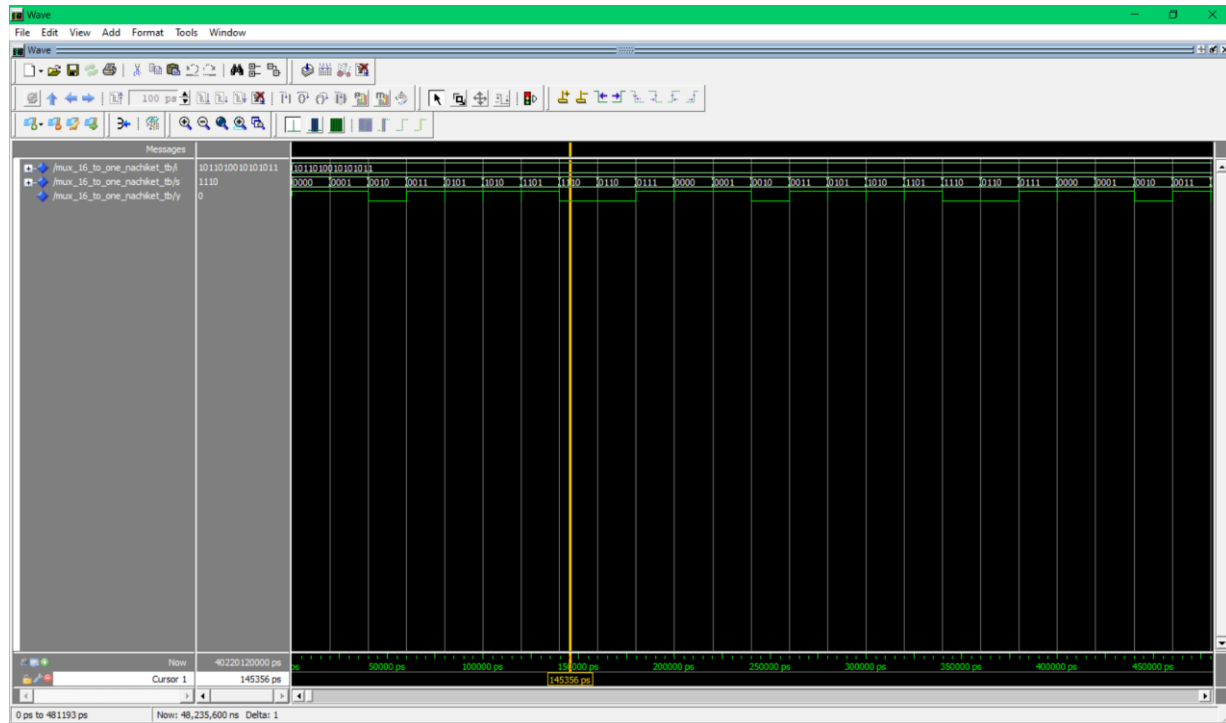 Wave
File Edit View Add Format Tools Window
Wave
100 ps
Messages
/mux_16_to_one_nachiket_tb/i 1011010010101011 1011010010101011
/mux_16_to_one_nachiket_tb/s 1110 0000 0001 0010 0011 0101 1010 1101 1110 0110 0111 0000 0001 0010 0011 0101 1010 1101 1110 0110 0111 0000 0001 0010 0011
/mux_16_to_one_nachiket_tb/y 0
Now 40220120000 ps ps 50000 ps 100000 ps 150000 ps 200000 ps 250000 ps 300000 ps 350000 ps 400000 ps 450000 ps
Cursor 1 145356 ps 145356 ps
0 ps to 481193 ps Now: 48,235,600 ns Delta: 1